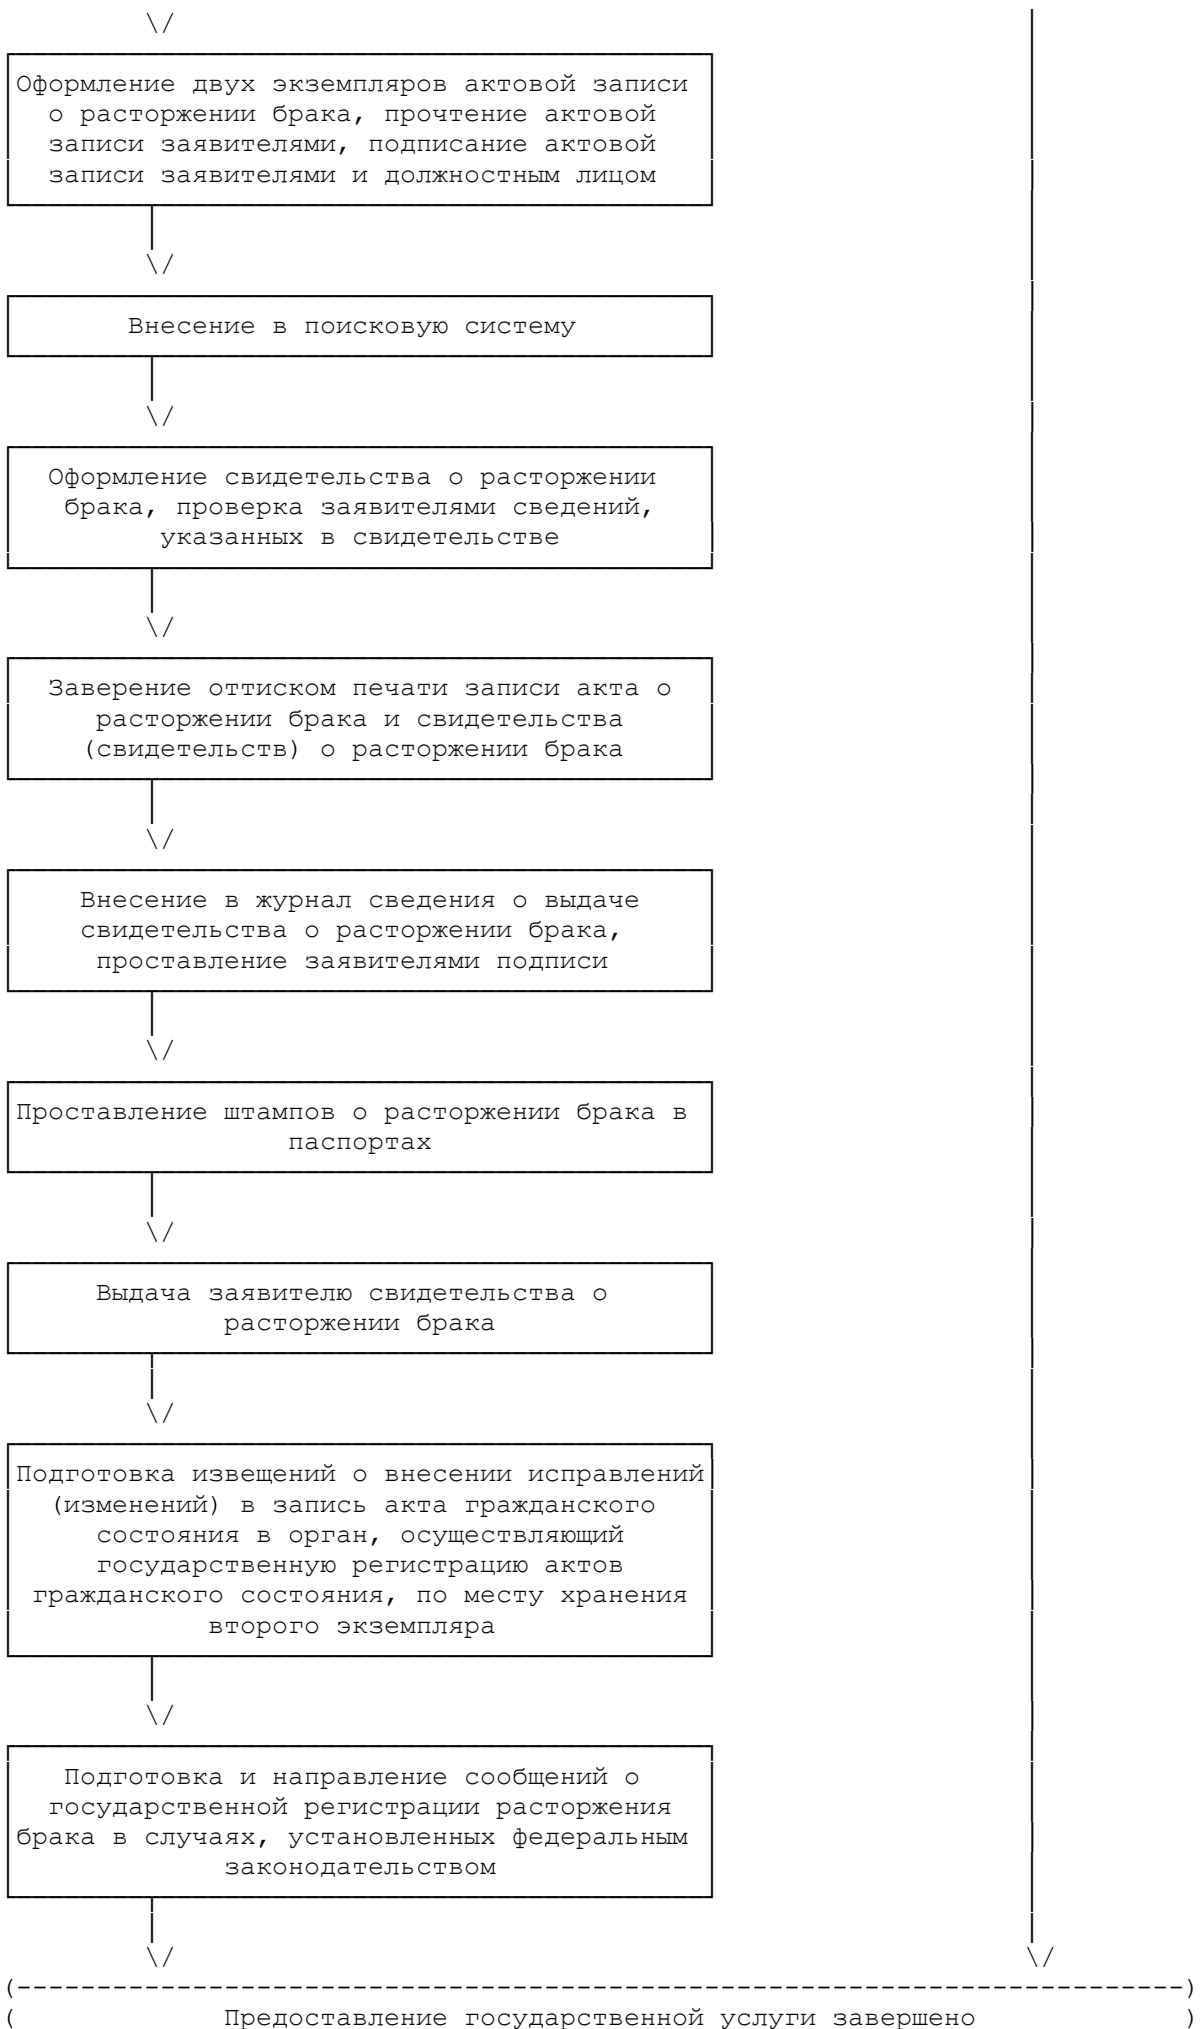 Оформление двух экземпляров актовой записи
о расторжении брака, прочтение актовой
записи заявителями, подписание актовой
записи заявителями и должностным лицом
Внесение в поисковую систему
Оформление свидетельства о расторжении
брака, проверка заявителями сведений,
указанных в свидетельстве
Заверение оттиском печати записи акта о
расторжении брака и свидетельства
(свидетельств) о расторжении брака
Внесение в журнал сведения о выдаче
свидетельства о расторжении брака,
проставление заявителями подписи
Проставление штампов о расторжении брака в
паспортах
Выдача заявителю свидетельства о
расторжении брака
Подготовка извещений о внесении исправлений
(изменений) в запись акта гражданского
состояния в орган, осуществляющий
государственную регистрацию актов
гражданского состояния, по месту хранения
второго экземпляра
Подготовка и направление сообщений о
государственной регистрации расторжения
брака в случаях, установленных федеральным
законодательством
Предоставление государственной услуги завершено